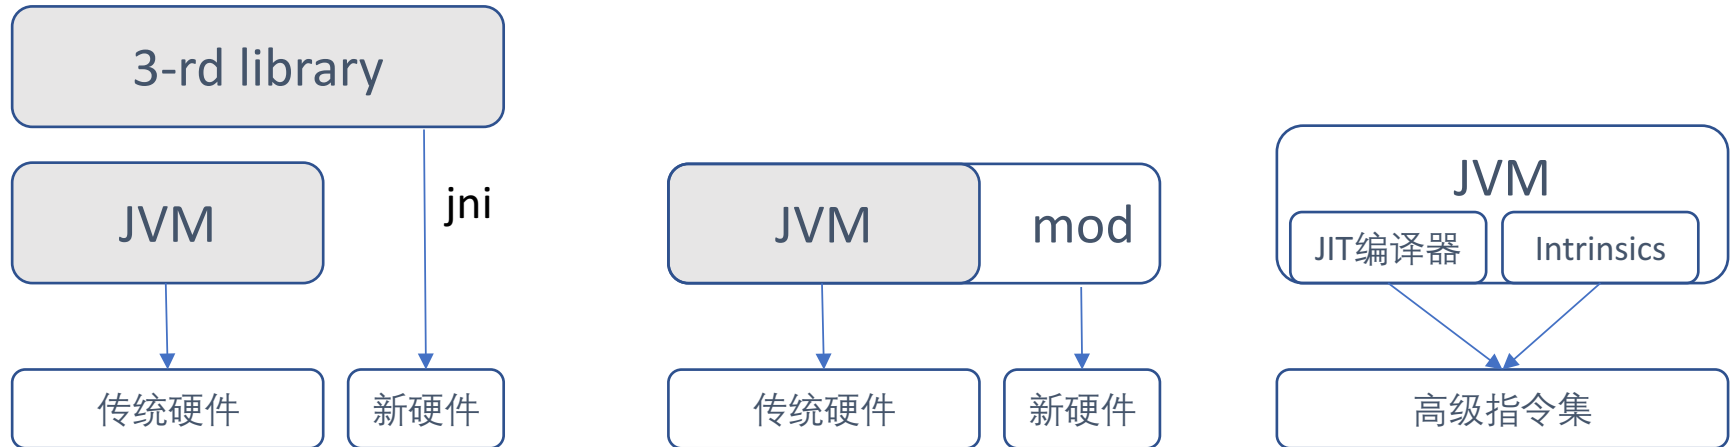 3-rd library
JVM
jni
传统硬件
新硬件
JVM
mod
传统硬件
新硬件
JVM
JIT编译器
Intrinsics
高级指令集